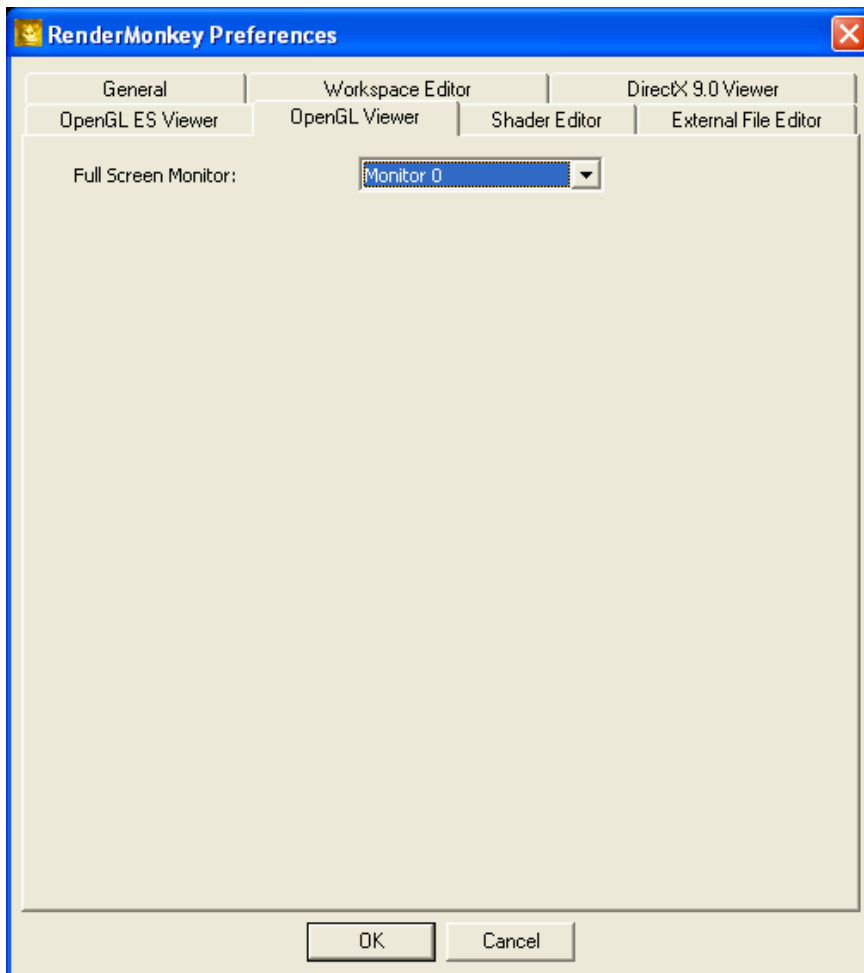 RenderMonkey Preferences
General
Workspace Editor
DirectX 9.0 Viewer
OpenGL ES Viewer
OpenGL Viewer
Shader Editor
External File Editor
Full Screen Monitor:
Monitor 0
OK
Cancel